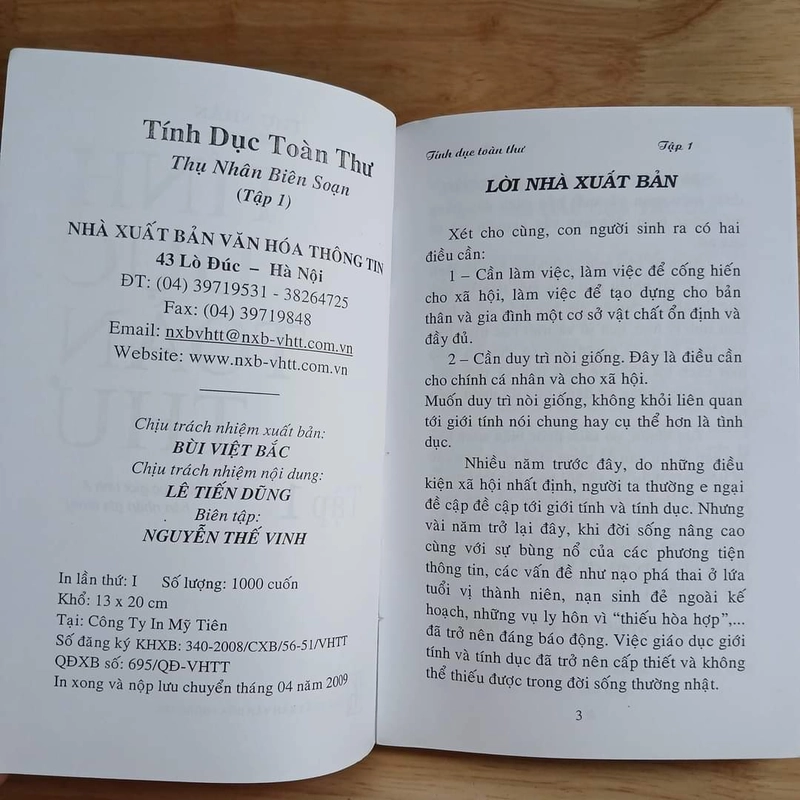 Tính Dục Toàn Thư
Thụ Nhân Biên Soạn
(Tập 1)
NHÀ XUẤT BẢN VĂN HÓA THÔNG TIN
43 Lò Đúc – Hà Nội
ĐT: (04) 39719531 - 38264725
Fax: (04) 39719848
Email: nxbvhtt@nxb-vhtt.com.vn
Website: www.nxb-vhtt.com.vn
Chịu trách nhiệm xuất bản:
BÙI VIỆT BẮC
Chịu trách nhiệm nội dung:
LÊ TIẾN DŨNG
Biên tập:
NGUYỄN THẾ VINH
In lần thứ: I Số lượng: 1000 cuốn
Khổ: 13 x 20 cm
Tại: Công Ty In Mỹ Tiên
Số đăng ký KHXB: 340-2008/CXB/56-51/VHTT
QĐXB số: 695/QĐ-VHTT
In xong và nộp lưu chuyển tháng 04 năm 2009
Tính dục toàn thư Tập 1
LỜI NHÀ XUẤT BẢN
Xét cho cùng, con người sinh ra có hai
điều cần:
1 – Cần làm việc, làm việc để cống hiến
cho xã hội, làm việc để tạo dựng cho bản
thân và gia đình một cơ sở vật chất ổn định và
đầy đủ.
2 – Cần duy trì nòi giống. Đây là điều cần
cho chính cá nhân và cho xã hội.
Muốn duy trì nòi giống, không khỏi liên quan
tới giới tính nói chung hay cụ thể hơn là tình
dục.
Nhiều năm trước đây, do những điều
kiện xã hội nhất định, người ta thường e ngại
đề cập đề cập tới giới tính và tính dục. Nhưng
vài năm trở lại đây, khi đời sống nâng cao
cùng với sự bùng nổ của các phương tiện
thông tin, các vấn đề như nạo phá thai ở lứa
tuổi vị thành niên, nạn sinh đẻ ngoài kế
hoạch, những vụ ly hôn vì “thiếu hòa hợp”,...
đã trở nên đáng báo động. Việc giáo dục giới
tính và tính dục đã trở nên cấp thiết và không
thể thiếu được trong đời sống thường nhật.
3